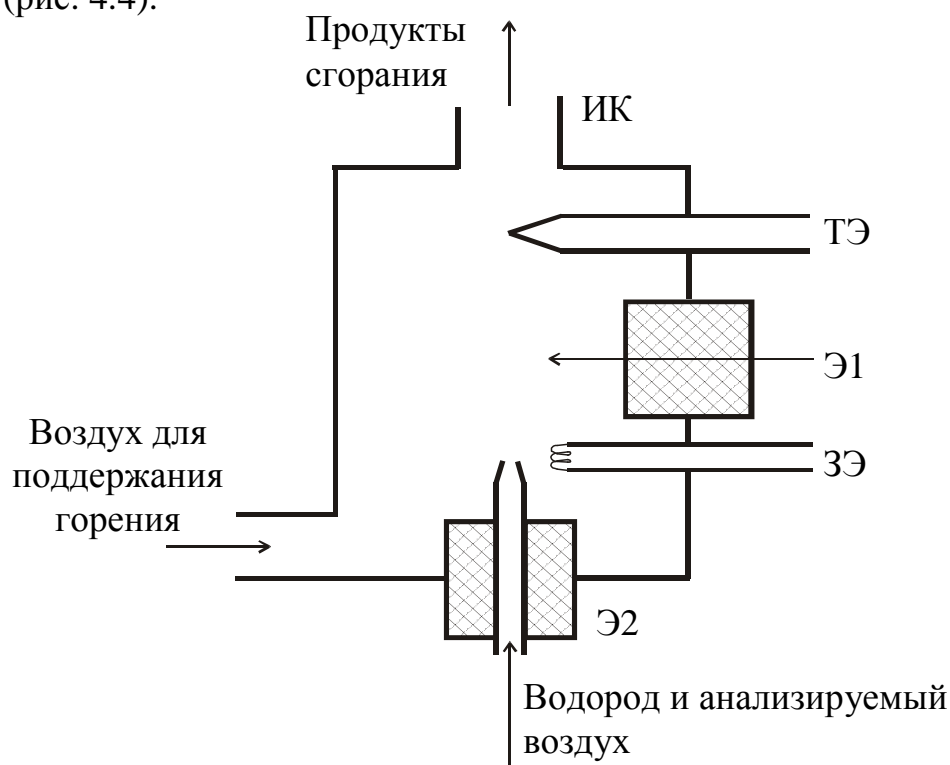 (рис. 4.4).
Продукты
сгорания
ИК
ТЭ
Э1
Воздух для
поддержания
горения
ЗЭ
Э2
Водород и анализируемый
воздух